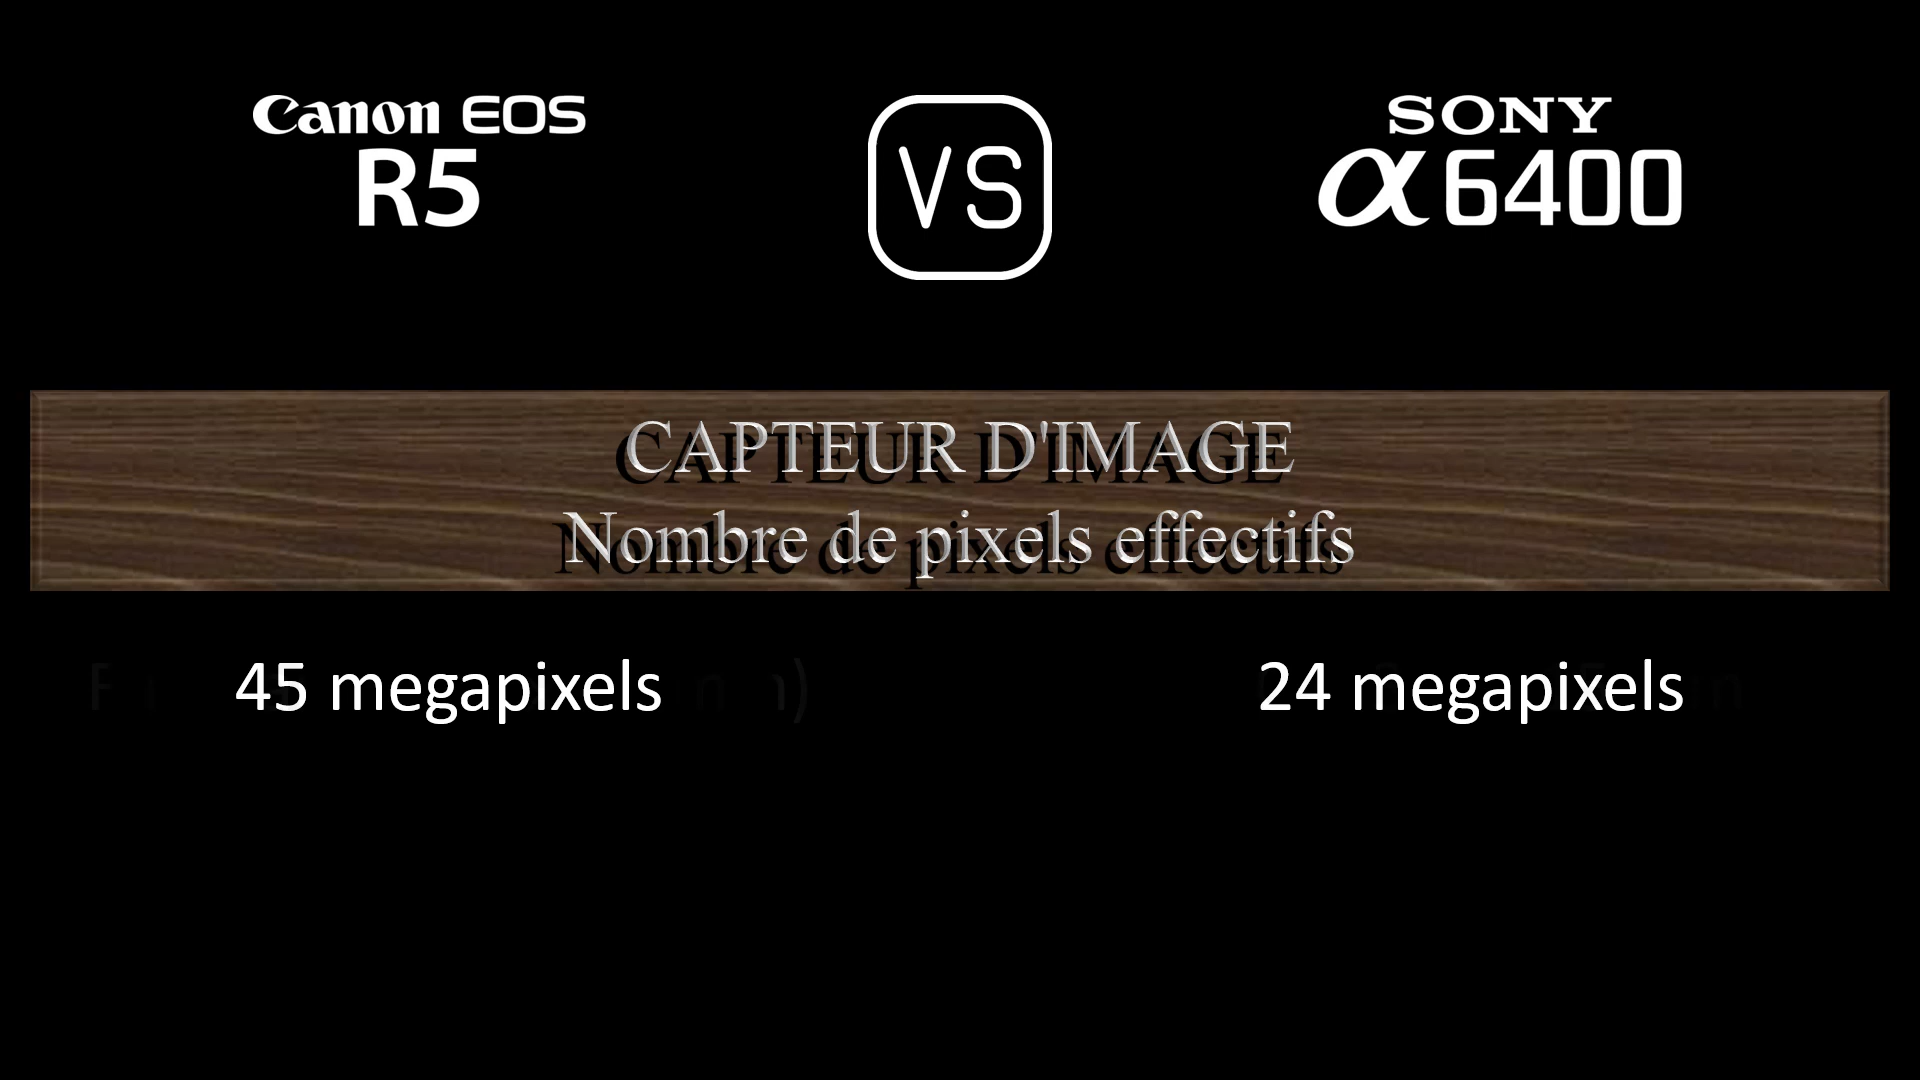 Canon EOS
R5
VS
SONY
α6400
CAPTEUR D'IMAGE
Nombre de pixels effectifs
45 megapixels
24 megapixels